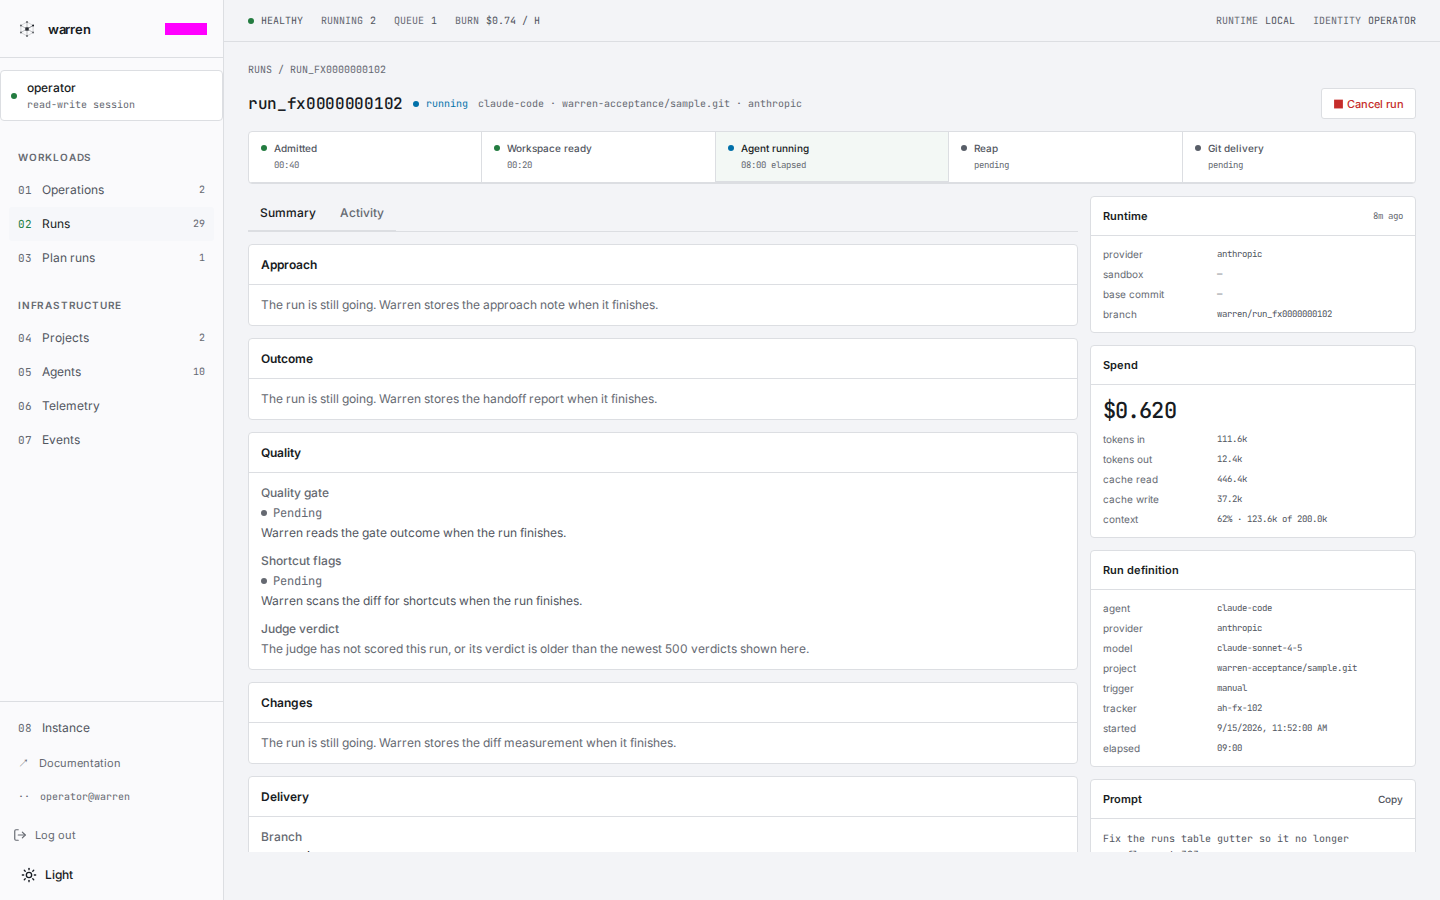 warren
operator
read-write session
WORKLOADS
01 Operations 2
02 Runs 29
03 Plan runs 1
INFRASTRUCTURE
04 Projects 2
05 Agents 10
06 Telemetry
07 Events
08 Instance
Documentation
operator@warren
Log out
Light
HEALTHY RUNNING 2 QUEUE 1 BURN $0.74 / H
RUNTIME LOCAL IDENTITY OPERATOR
RUNS / RUN_FX0000000102
run_fx0000000102 running claude-code · warren-acceptance/sample.git · anthropic
Cancel run
Admitted
00:40
Workspace ready
00:20
Agent running
08:00 elapsed
Reap
pending
Git delivery
pending
Summary Activity
Approach
The run is still going. Warren stores the approach note when it finishes.
Outcome
The run is still going. Warren stores the handoff report when it finishes.
Quality
Quality gate
Pending
Warren reads the gate outcome when the run finishes.
Shortcut flags
Pending
Warren scans the diff for shortcuts when the run finishes.
Judge verdict
The judge has not scored this run, or its verdict is older than the newest 500 verdicts shown here.
Changes
The run is still going. Warren stores the diff measurement when it finishes.
Delivery
Branch
Runtime 8m ago
provider anthropic
sandbox —
base commit —
branch warren/run_fx0000000102
Spend
$0.620
tokens in 111.6k
tokens out 12.4k
cache read 446.4k
cache write 37.2k
context 62% · 123.6k of 200.0k
Run definition
agent claude-code
provider anthropic
model claude-sonnet-4-5
project warren-acceptance/sample.git
trigger manual
tracker ah-fx-102
started 9/15/2026, 11:52:00 AM
elapsed 09:00
Prompt Copy
Fix the runs table gutter so it no longer